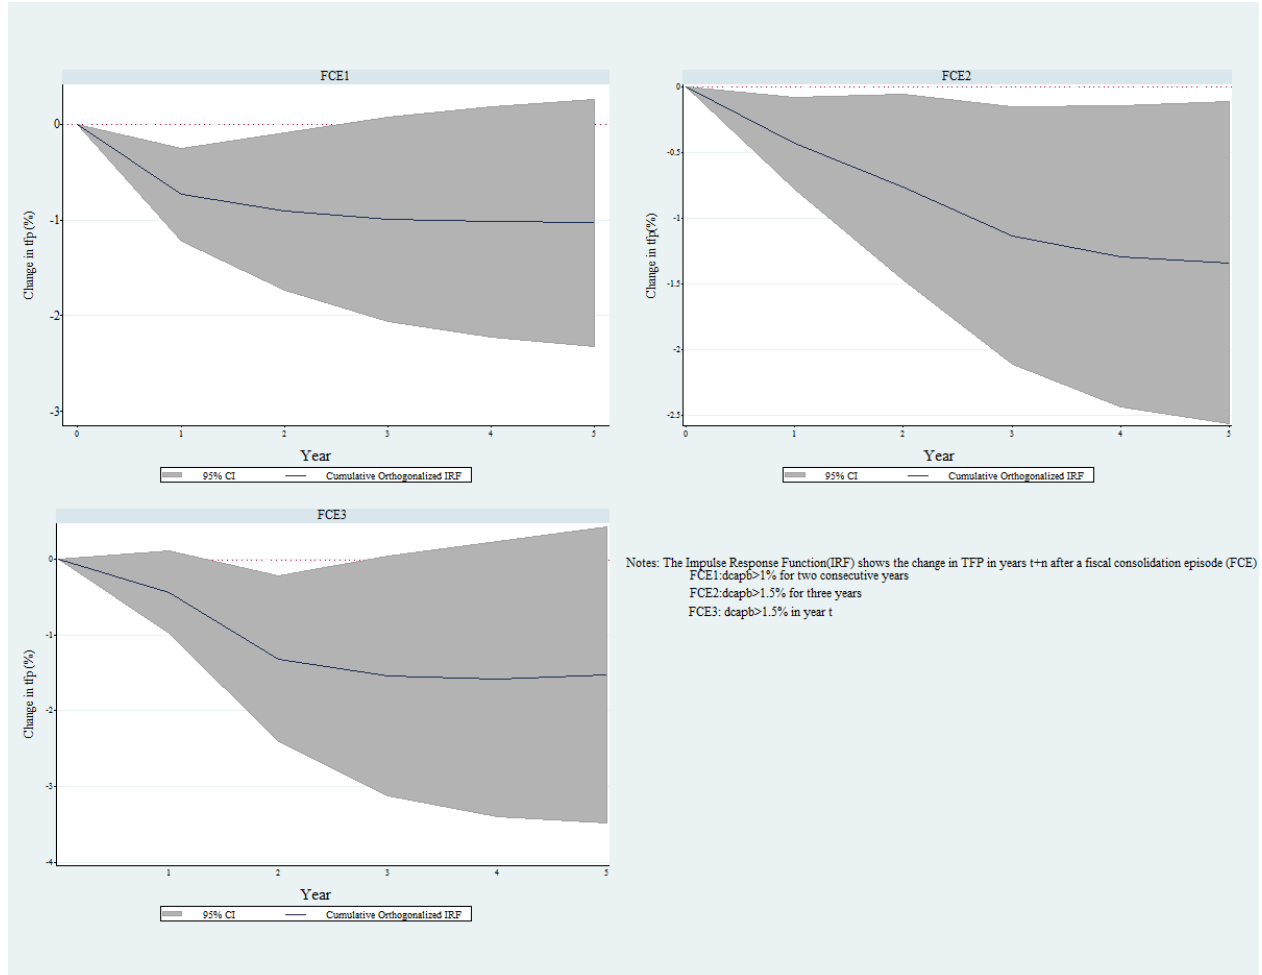 FCE1
0
-1
-2
-3
Change in tfp (%)
0 1 2 3 4 5
Year
95% CI Cumulative Orthogonalized IRF
FCE2
0
-0.5
-1
-1.5
-2
-2.5
Change in tfp(%)
0 1 2 3 4 5
Year
95% CI Cumulative Orthogonalized IRF
FCE3
0
-1
-2
-3
-4
Change in tfp (%)
1 2 3 4 5
Year
95% CI Cumulative Orthogonalized IRF
Notes: The Impulse Response Function(IRF) shows the change in TFP in years t+n after a fiscal consolidation episode (FCE)
FCE1:dcapb>1% for two consecutive years
FCE2:dcapb>1.5% for three years
FCE3: dcapb>1.5% in year t